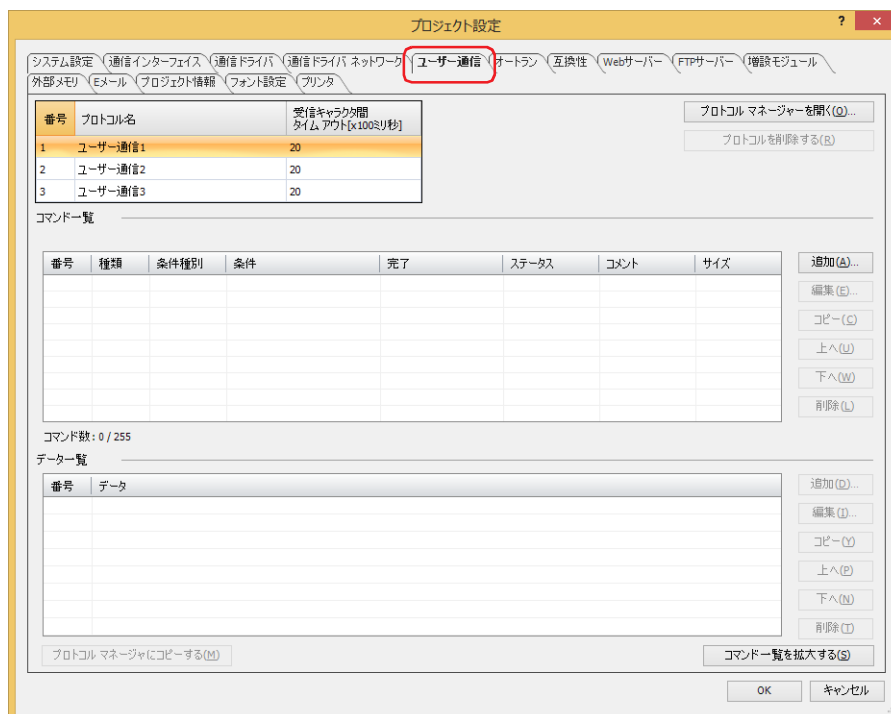 プロジェクト設定
? ×
システム設定 通信インターフェイス 通信ドライバ 通信ドライバ ネットワーク ユーザー通信 オートラン 互換性 Webサーバー FTPサーバー 増設モジュール
外部メモリ Eメール プロジェクト情報 フォント設定 プリンタ
番号 プロトコル名 受信キャラクタ間
タイム アウト[x100ミリ秒]
1 ユーザー通信1 20
2 ユーザー通信2 20
3 ユーザー通信3 20
プロトコル マネージャーを開く(O)...
プロトコルを削除する(R)
コマンド一覧
番号 種類 条件種別 条件 完了 ステータス コメント サイズ
追加(A)...
編集(E)...
コピー(C)
上へ(U)
下へ(W)
削除(L)
コマンド数: 0 / 255
データ一覧
番号 データ
追加(D)...
編集(I)...
コピー(Y)
上へ(P)
下へ(N)
削除(T)
プロトコル マネージャにコピーする(M)
コマンド一覧を拡大する(S)
OK キャンセル